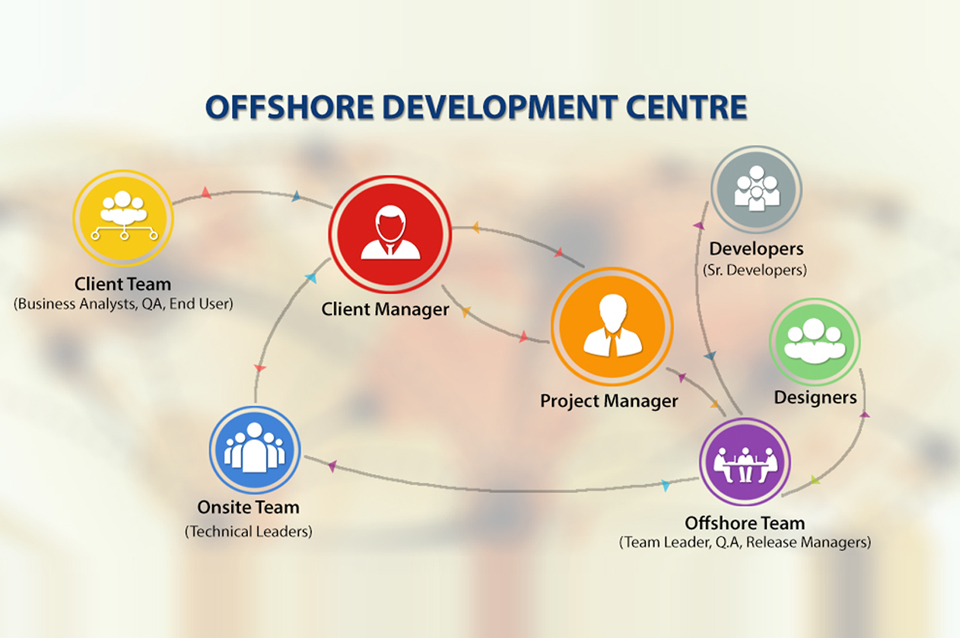 OFFSHORE DEVELOPMENT CENTRE
Client Team
(Business Analysts, QA, End User)
Client Manager
Developers
(Sr. Developers)
Project Manager
Designers
Onsite Team
(Technical Leaders)
Offshore Team
(Team Leader, Q.A, Release Managers)